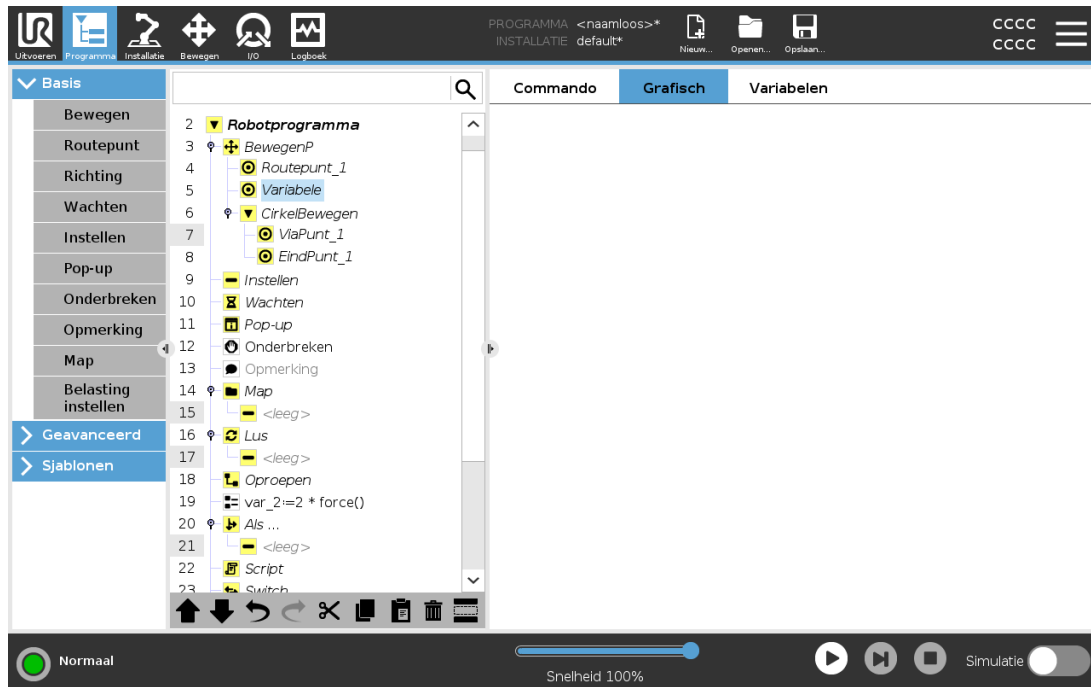 PROGRAMMA <naamloos>*
INSTALLATIE default*
CCCC
CCCC
Uitvoeren Programma Installatie Bewegen I/O Logboek Nieuw... Openen... Opslaan...
Basis
Bewegen
Routepunt
Richting
Wachten
Instellen
Pop-up
Onderbreken
Opmerking
Map
Belasting
instellen
Geavanceerd
Sjablonen
2 Robotprogramma
3 BewegenP
4 Routepunt_1
5 Variabele
6 CirkelBewegen
7 ViaPunt_1
8 EindPunt_1
9 Instellen
10 Wachten
11 Pop-up
12 Onderbreken
13 Opmerking
14 Map
15 <leeg>
16 Lus
17 <leeg>
18 Oproepen
19 var_2:=2 * force()
20 Als ...
21 <leeg>
22 Script
23 Switch
Commando Grafisch Variabelen
Normaal
Snelheid 100%
Simulatie